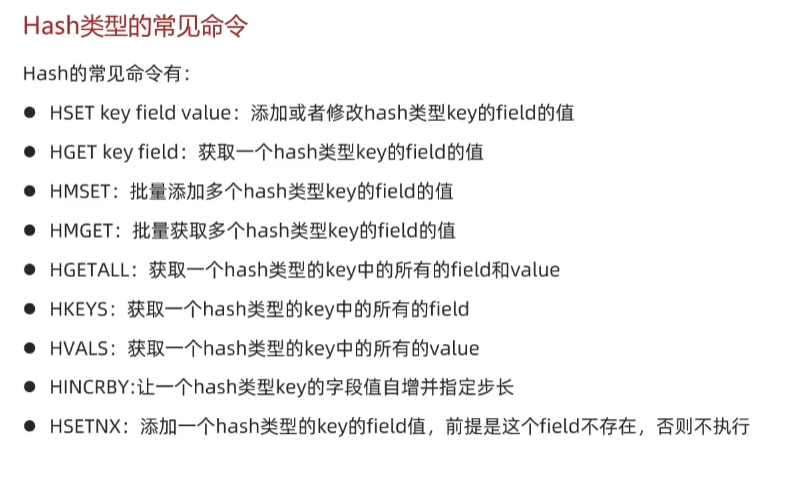 Hash类型的常见命令
Hash的常见命令有：
● HSET key field value：添加或者修改hash类型key的field的值
● HGET key field：获取一个hash类型key的field的值
● HMSET：批量添加多个hash类型key的field的值
● HMGET：批量获取多个hash类型key的field的值
● HGETALL：获取一个hash类型的key中的所有的field和value
● HKEYS：获取一个hash类型的key中的所有的field
● HVALS：获取一个hash类型的key中的所有的value
● HINCRBY:让一个hash类型key的字段值自增并指定步长
● HSETNX：添加一个hash类型的key的field值，前提是这个field不存在，否则不执行